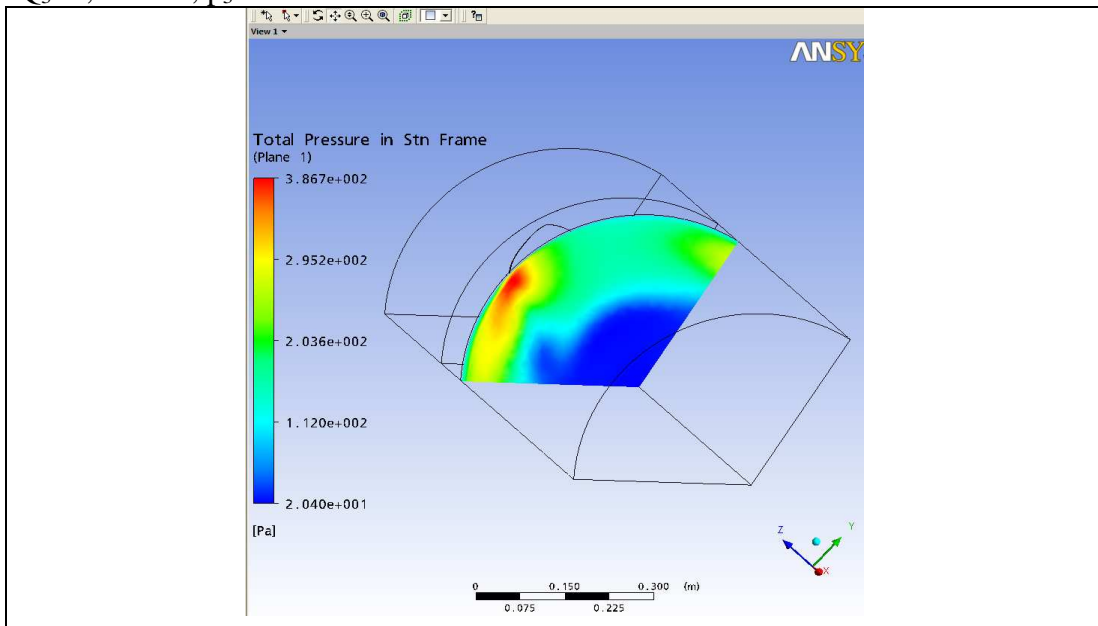 View 1
ANSY
Total Pressure in Stn Frame
(Plane 1)
3.867e+002
2.952e+002
2.036e+002
1.120e+002
2.040e+001
[Pa]
Z
Y
X
0 0.150 0.300 (m)
0.075 0.225